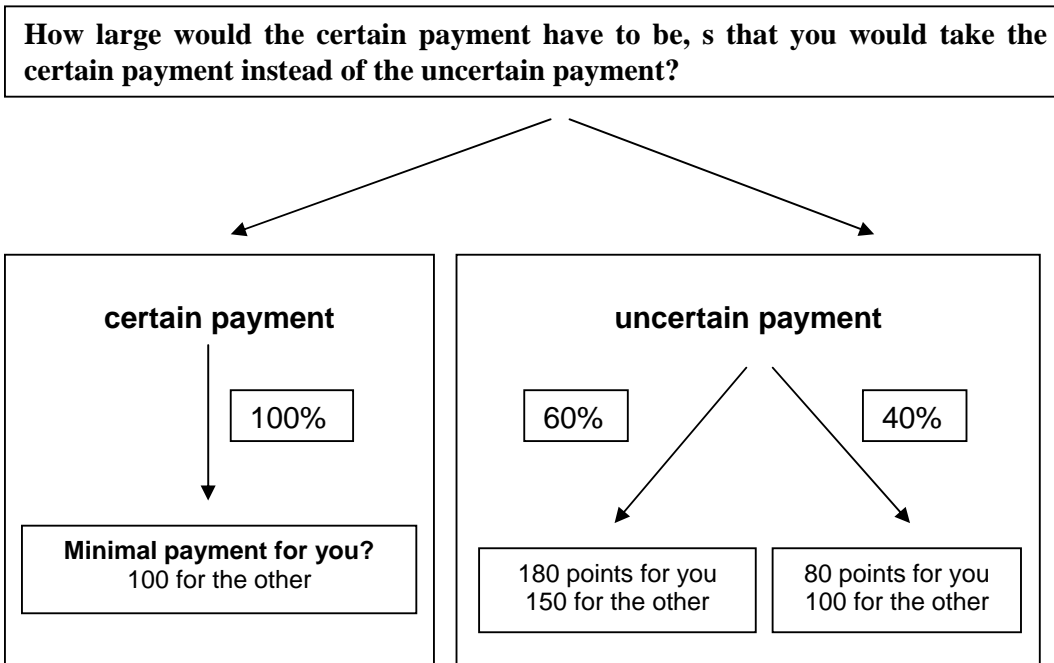 How large would the certain payment have to be, s that you would take the
certain payment instead of the uncertain payment?
certain payment
100%
Minimal payment for you?
100 for the other
uncertain payment
60%
40%
180 points for you
150 for the other
80 points for you
100 for the other